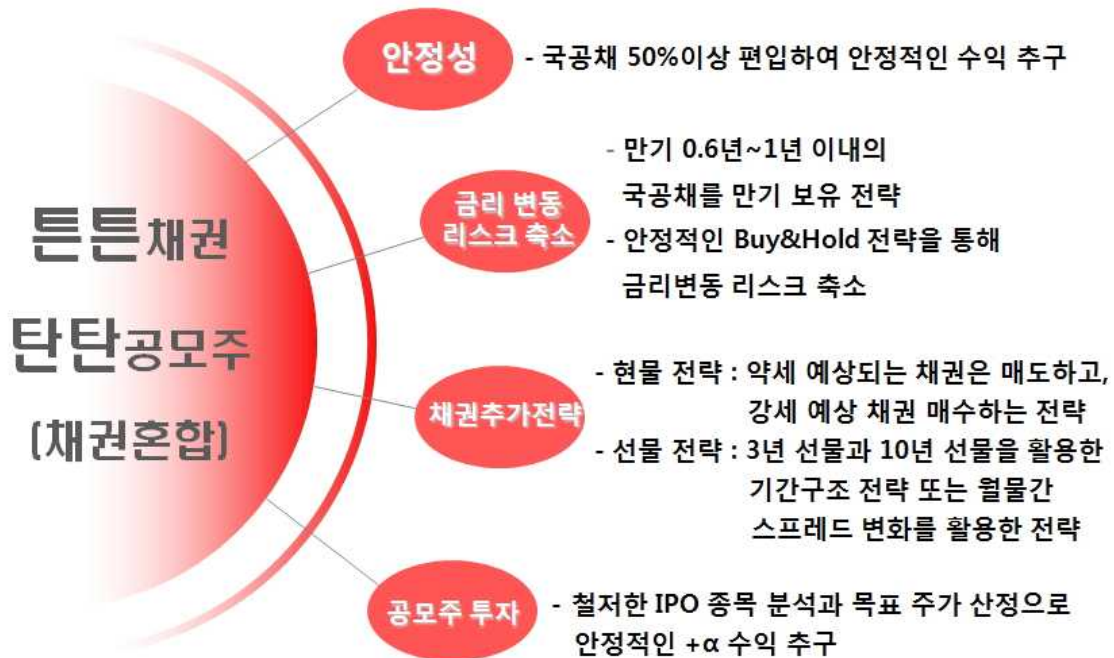 튼튼채권
탄탄공모주
(채권혼합)
안정성
- 국공채 50%이상 편입하여 안정적인 수익 추구
금리 변동
리스크 축소
- 만기 0.6년~1년 이내의
국공채를 만기 보유 전략
- 안정적인 Buy&Hold 전략을 통해
금리변동 리스크 축소
채권추가전략
- 현물 전략 : 약세 예상되는 채권은 매도하고,
강세 예상 채권 매수하는 전략
- 선물 전략 : 3년 선물과 10년 선물을 활용한
기간구조 전략 또는 월물간
스프레드 변화를 활용한 전략
공모주 투자
- 철저한 IPO 종목 분석과 목표 주가 산정으로
안정적인 +α 수익 추구